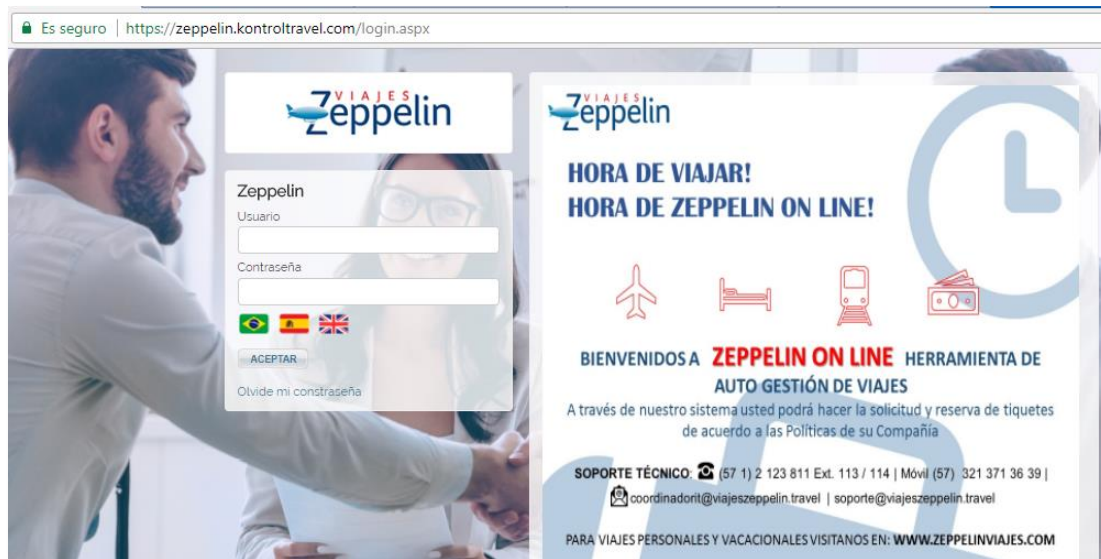 Es seguro | https://zeppelin.kontroltravel.com/login.aspx
VIAJES
Zeppelin
Zeppelin
Usuario
Contraseña
ACEPTAR
Olvide mi constraseña
VIAJES
Zeppelin
HORA DE VIAJAR!
HORA DE ZEPPELIN ON LINE!
BIENVENIDOS A ZEPPELIN ON LINE HERRAMIENTA DE
AUTO GESTIÓN DE VIAJES
A través de nuestro sistema usted podrá hacer la solicitud y reserva de tiquetes
de acuerdo a las Políticas de su Compañía
SOPORTE TÉCNICO: (57 1) 2 123 811 Ext. 113 / 114 | Móvil (57) 321 371 36 39 |
coordinadorit@viajeszeppelin.travel | soporte@viajeszeppelin.travel
PARA VIAJES PERSONALES Y VACACIONALES VISITANOS EN: WWW.ZEPPELINVIAJES.COM